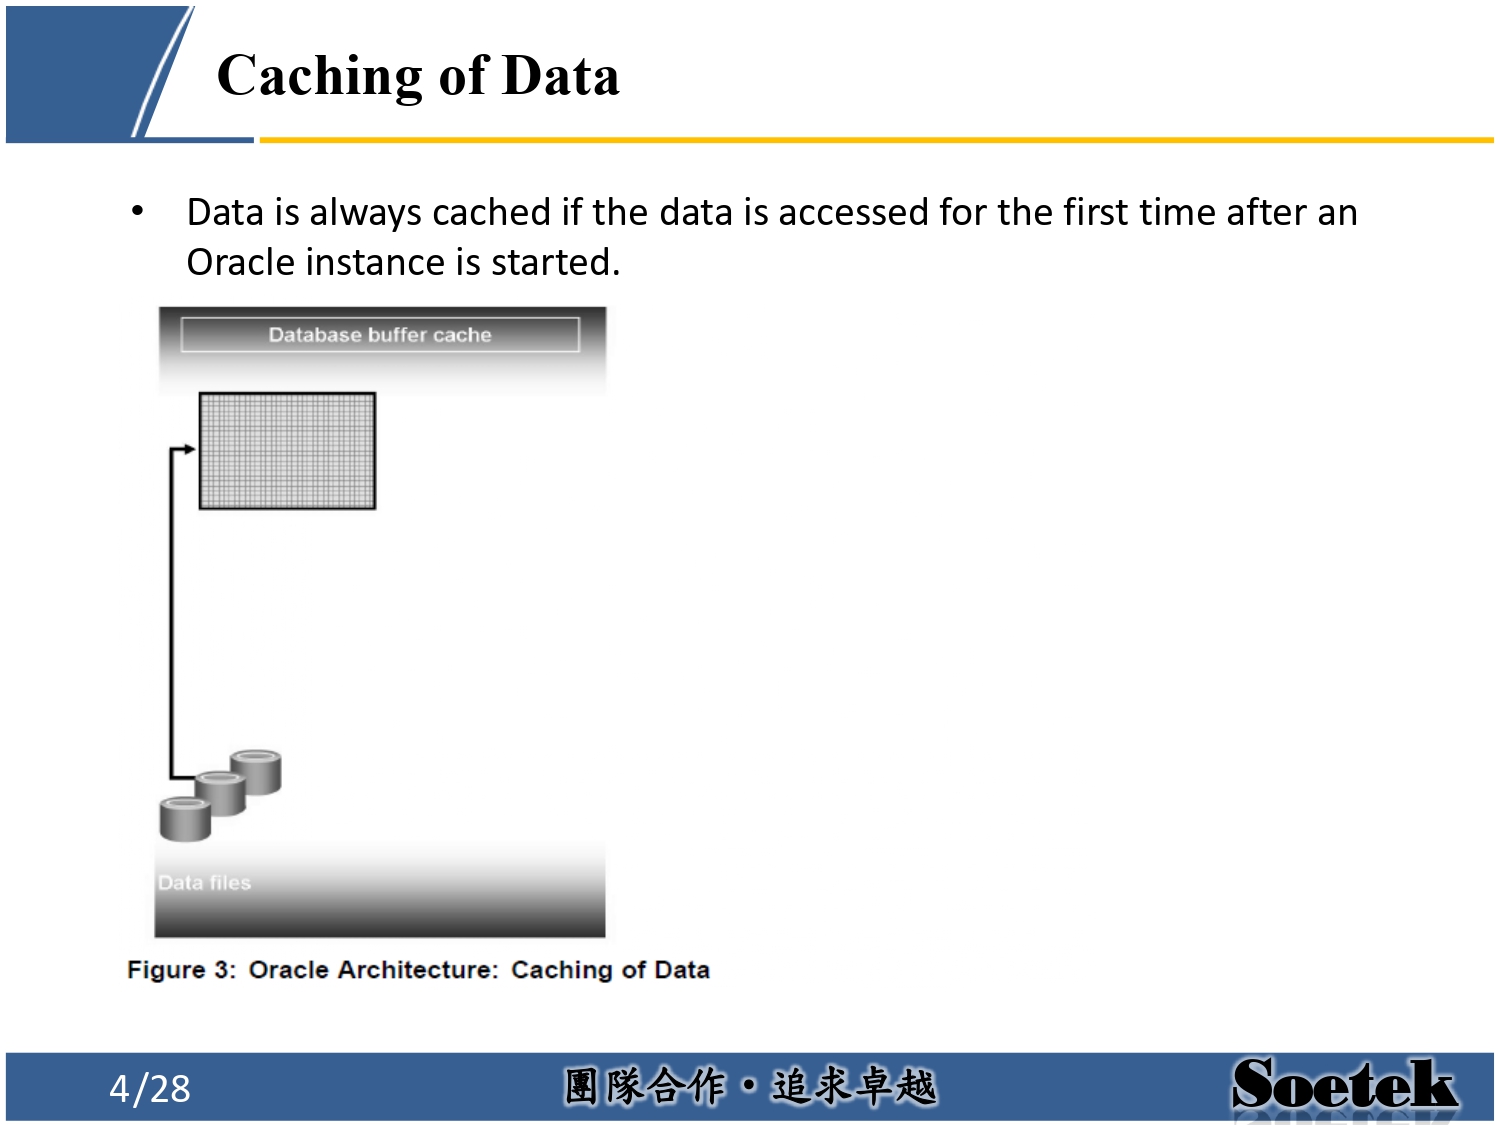 Caching of Data
• Data is always cached if the data is accessed for the first time after an
Oracle instance is started.
Database buffer cache
Data files
Figure 3: Oracle Architecture: Caching of Data
4/28
團隊合作・追求卓越
Soetek